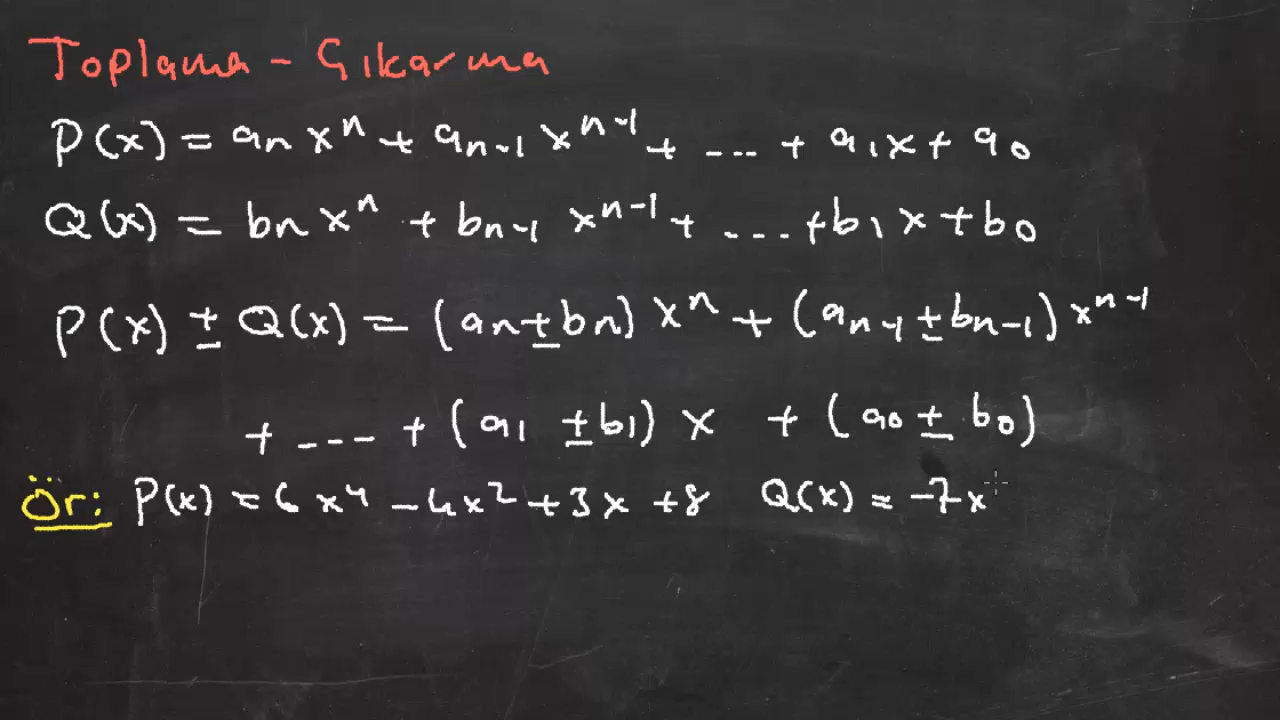 Toplama - Çıkarma
P(x) = aₙxⁿ + aₙ₋₁xⁿ⁻¹ + ... + a₁x + a₀
Q(x) = bₙxⁿ + bₙ₋₁xⁿ⁻¹ + ... + b₁x + b₀
P(x) ± Q(x) = (aₙ ± bₙ)xⁿ + (aₙ₋₁ ± bₙ₋₁)xⁿ⁻¹
+ ... + (a₁ ± b₁)x + (a₀ ± b₀)
Ör: P(x) = 6x⁴ - 4x² + 3x + 8 Q(x) = -7x